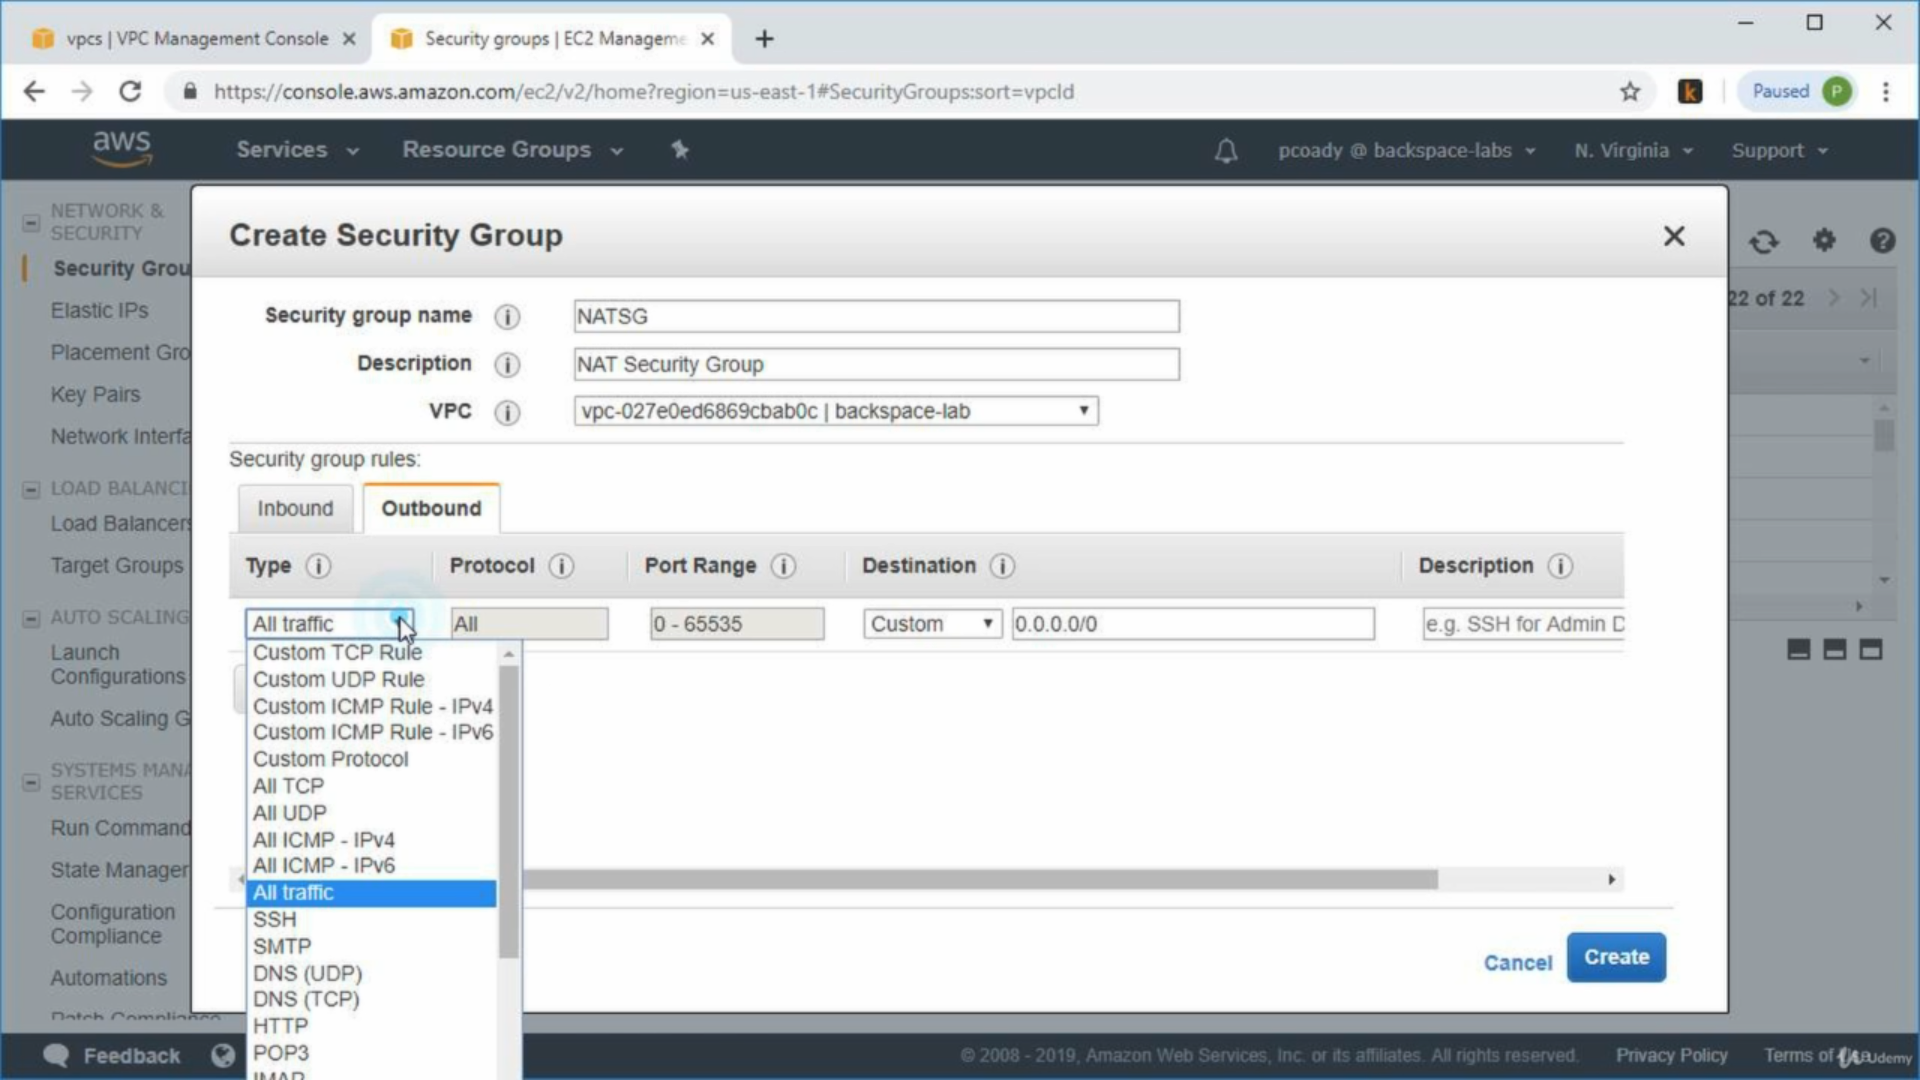 vpcs | VPC Management Console
Security groups | EC2 Manageme
https://console.aws.amazon.com/ec2/v2/home?region=us-east-1#SecurityGroups:sort=vpcId
k
Paused
P
aws
Services
Resource Groups
pcoady @ backspace-labs
N. Virginia
Support
NETWORK &
SECURITY
Security Grou
Elastic IPs
Placement Gro
Key Pairs
Network Interfa
LOAD BALANCI
Load Balancers
Target Groups
AUTO SCALING
Launch
Configurations
Auto Scaling G
SYSTEMS MANA
SERVICES
Run Command
State Manager
Configuration
Compliance
Automations
Patch Compliance
22 of 22
Create Security Group
Security group name
NATSG
Description
NAT Security Group
VPC
vpc-027e0ed6869cbab0c | backspace-lab
Security group rules:
Inbound
Outbound
Type
Protocol
Port Range
Destination
Description
All traffic
All
0 - 65535
Custom
0.0.0.0/0
e.g. SSH for Admin D
Custom TCP Rule
Custom UDP Rule
Custom ICMP Rule - IPv4
Custom ICMP Rule - IPv6
Custom Protocol
All TCP
All UDP
All ICMP - IPv4
All ICMP - IPv6
All traffic
SSH
SMTP
DNS (UDP)
DNS (TCP)
HTTP
POP3
IMAP
Cancel
Create
Feedback
© 2008 - 2019, Amazon Web Services, Inc. or its affiliates. All rights reserved.
Privacy Policy
Terms of Use
Udemy